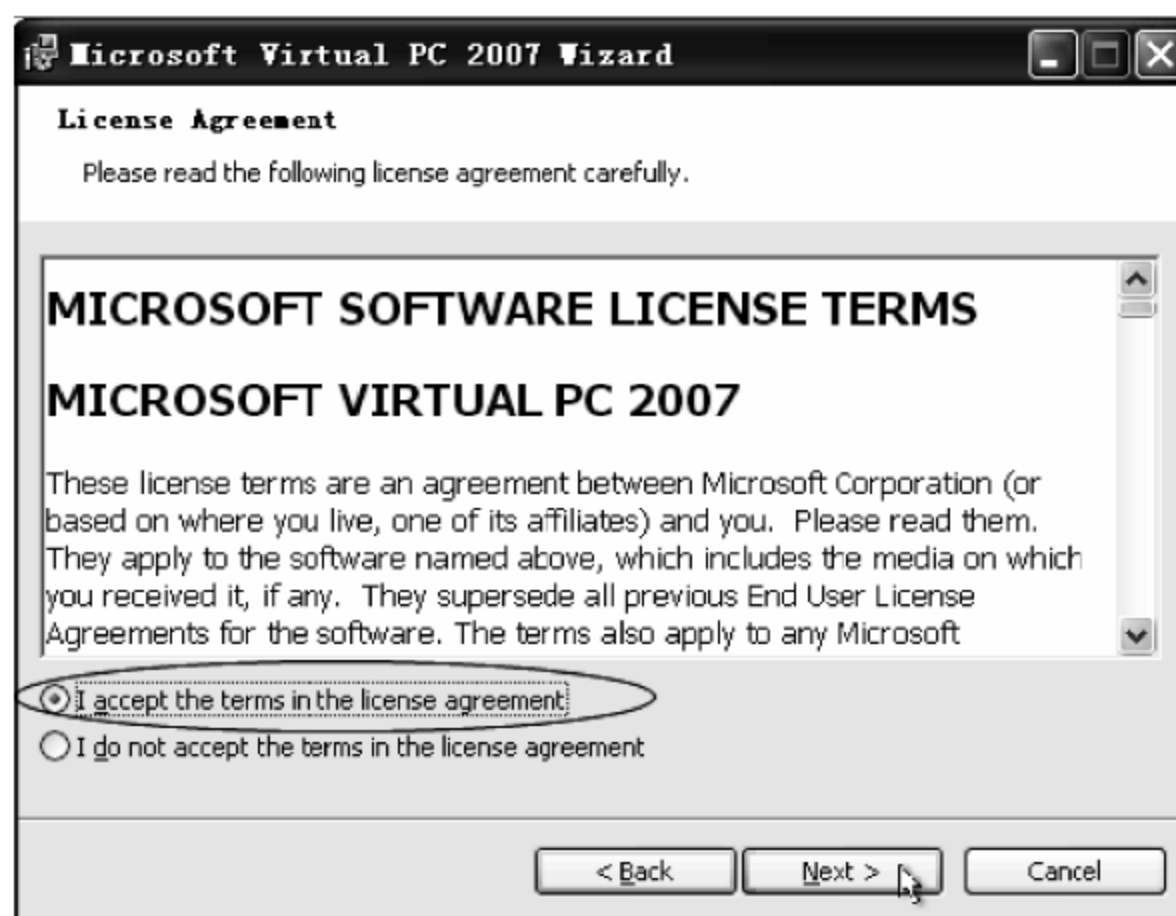 Microsoft Virtual PC 2007 Wizard
License Agreement
Please read the following license agreement carefully.
MICROSOFT SOFTWARE LICENSE TERMS
MICROSOFT VIRTUAL PC 2007
These license terms are an agreement between Microsoft Corporation (or
based on where you live, one of its affiliates) and you.  Please read them.
They apply to the software named above, which includes the media on which
you received it, if any.  They supersede all previous End User License
Agreements for the software. The terms also apply to any Microsoft
I accept the terms in the license agreement
I do not accept the terms in the license agreement
< Back
Next >
Cancel